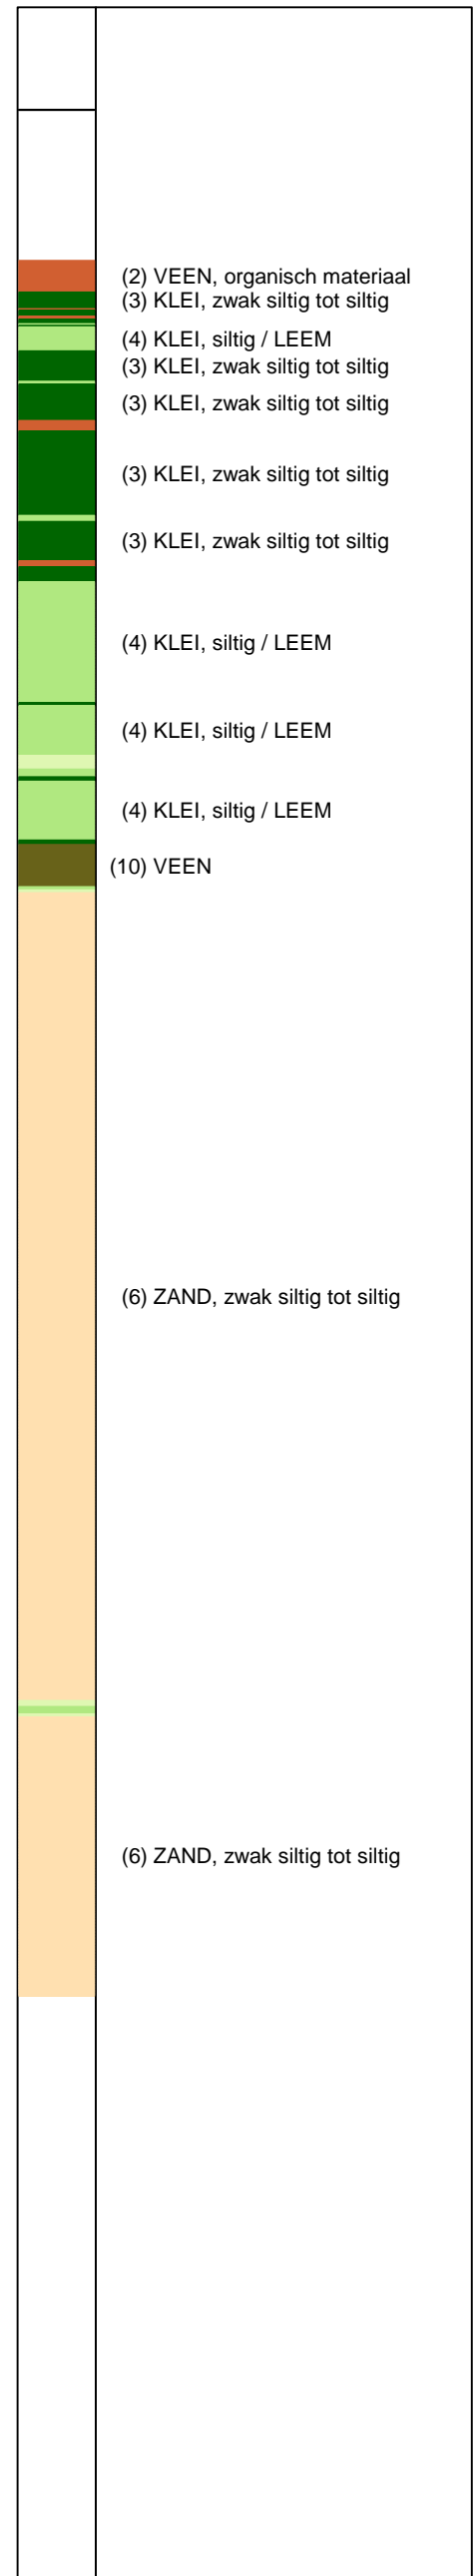 (2) VEEN, organisch materiaal
(3) KLEI, zwak siltig tot siltig
(4) KLEI, siltig / LEEM
(3) KLEI, zwak siltig tot siltig
(3) KLEI, zwak siltig tot siltig
(3) KLEI, zwak siltig tot siltig
(3) KLEI, zwak siltig tot siltig
(4) KLEI, siltig / LEEM
(4) KLEI, siltig / LEEM
(4) KLEI, siltig / LEEM
(10) VEEN
(6) ZAND, zwak siltig tot siltig
(6) ZAND, zwak siltig tot siltig